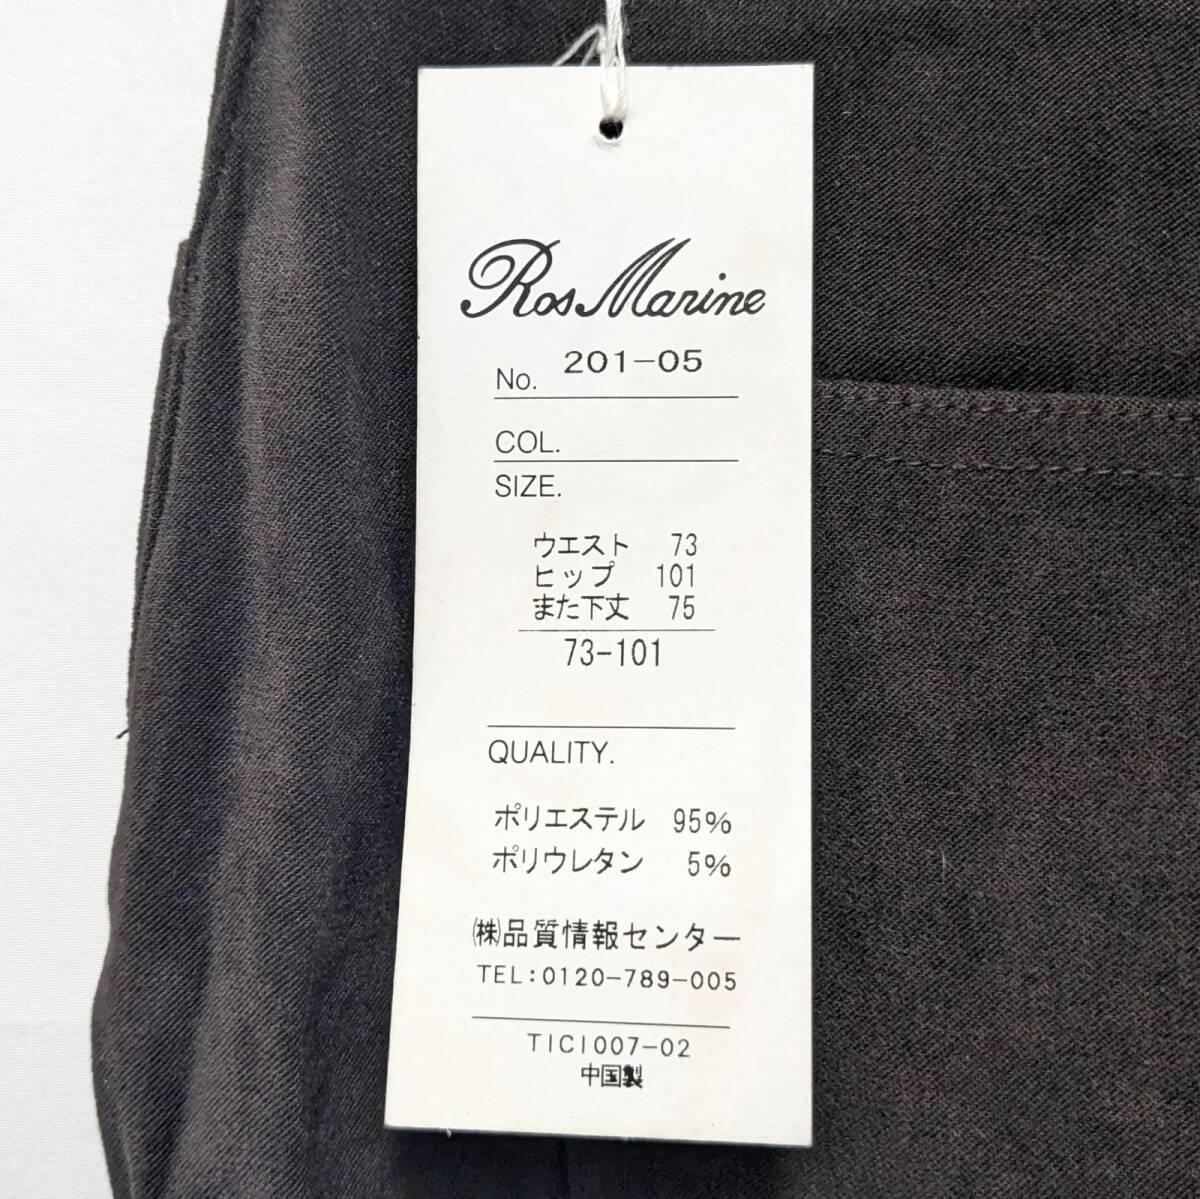 Ros Marine
No. 201-05
COL.
SIZE.
ウエスト 73
ヒップ 101
また下丈 75
73-101
QUALITY.
ポリエステル 95%
ポリウレタン 5%
㈱品質情報センター
TEL:0120-789-005
TIC1007-02
中国製